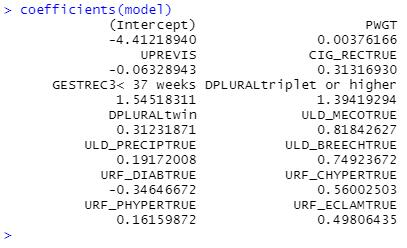 > coefficients(model)
(Intercept) PWGT
-4.41218940 0.00376166
UPREVIS CIG_RECTRUE
-0.06328943 0.31316930
GESTREC3< 37 weeks DPLURALtriplet or higher
1.54518311 1.39419294
DPLURALtwin ULD_MECOTRUE
0.31231871 0.81842627
ULD_PRECIPTRUE ULD_BREECHTRUE
0.19172008 0.74923672
URF_DIABTRUE URF_CHYPERTRUE
-0.34646672 0.56002503
URF_PHYPERTRUE URF_ECLAMTRUE
0.16159872 0.49806435
>